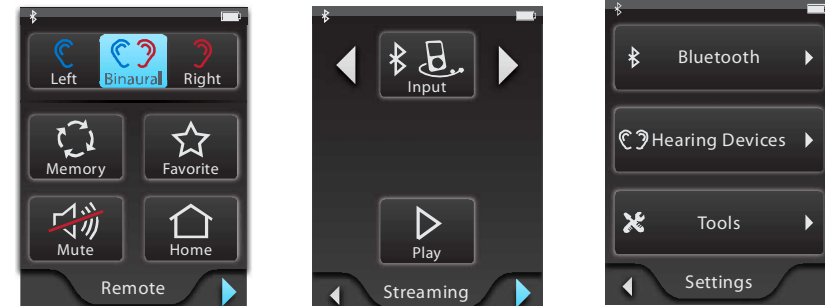 Left
Binaural
Right
Memory
Favorite
Mute
Home
Remote
Input
Play
Streaming
Bluetooth
Hearing Devices
Tools
Settings